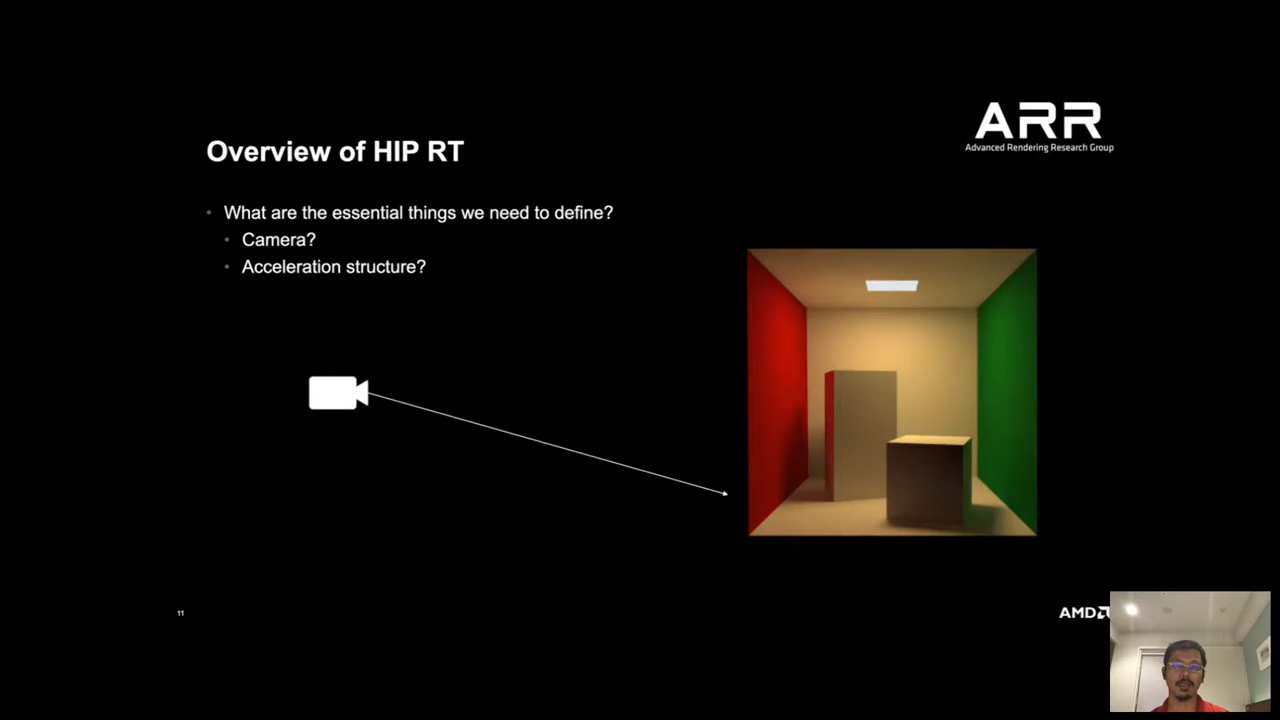 ARR
Advanced Rendering Research Group
Overview of HIP RT
What are the essential things we need to define?
Camera?
Acceleration structure?
11
AMD